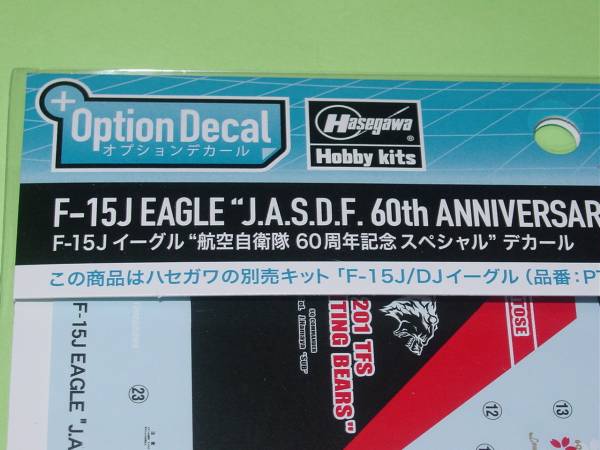 +Option Decal
オプションデカール
Hasegawa®
Hobby kits
F-15J EAGLE “J.A.S.D.F. 60th ANNIVERSAR
F-15J イーグル “航空自衛隊 60周年記念 スペシャル” デカール
この商品はハセガワの別売キット「F-15J/DJイーグル（品番：PT
F-15J EAGLE "J.A
23
201 TFS
TING BEARS"
TOSE
12
13